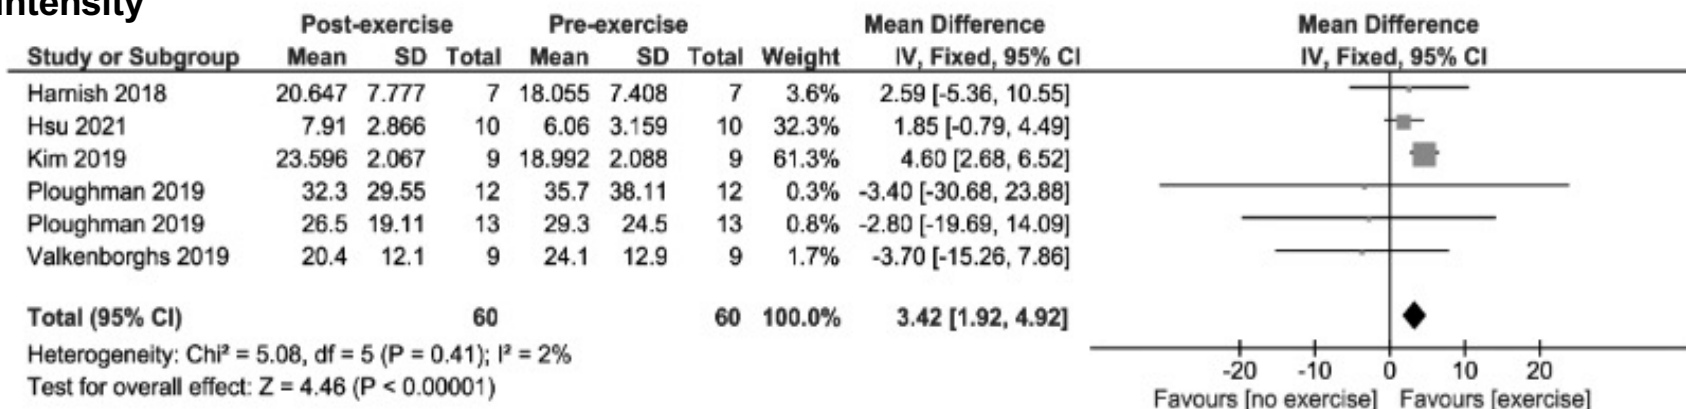 Intensity
Post-exercise Pre-exercise Mean Difference Mean Difference
Study or Subgroup Mean SD Total Mean SD Total Weight IV, Fixed, 95% CI IV, Fixed, 95% CI
Harnish 2018 20.647 7.777 7 18.055 7.408 7 3.6% 2.59 [-5.36, 10.55]
Hsu 2021 7.91 2.866 10 6.06 3.159 10 32.3% 1.85 [-0.79, 4.49]
Kim 2019 23.596 2.067 9 18.992 2.088 9 61.3% 4.60 [2.68, 6.52]
Ploughman 2019 32.3 29.55 12 35.7 38.11 12 0.3% -3.40 [-30.68, 23.88]
Ploughman 2019 26.5 19.11 13 29.3 24.5 13 0.8% -2.80 [-19.69, 14.09]
Valkenborghs 2019 20.4 12.1 9 24.1 12.9 9 1.7% -3.70 [-15.26, 7.86]
Total (95% CI) 60 60 100.0% 3.42 [1.92, 4.92]
Heterogeneity: Chi² = 5.08, df = 5 (P = 0.41); I² = 2%
Test for overall effect: Z = 4.46 (P < 0.00001)
-20 -10 0 10 20
Favours [no exercise] Favours [exercise]